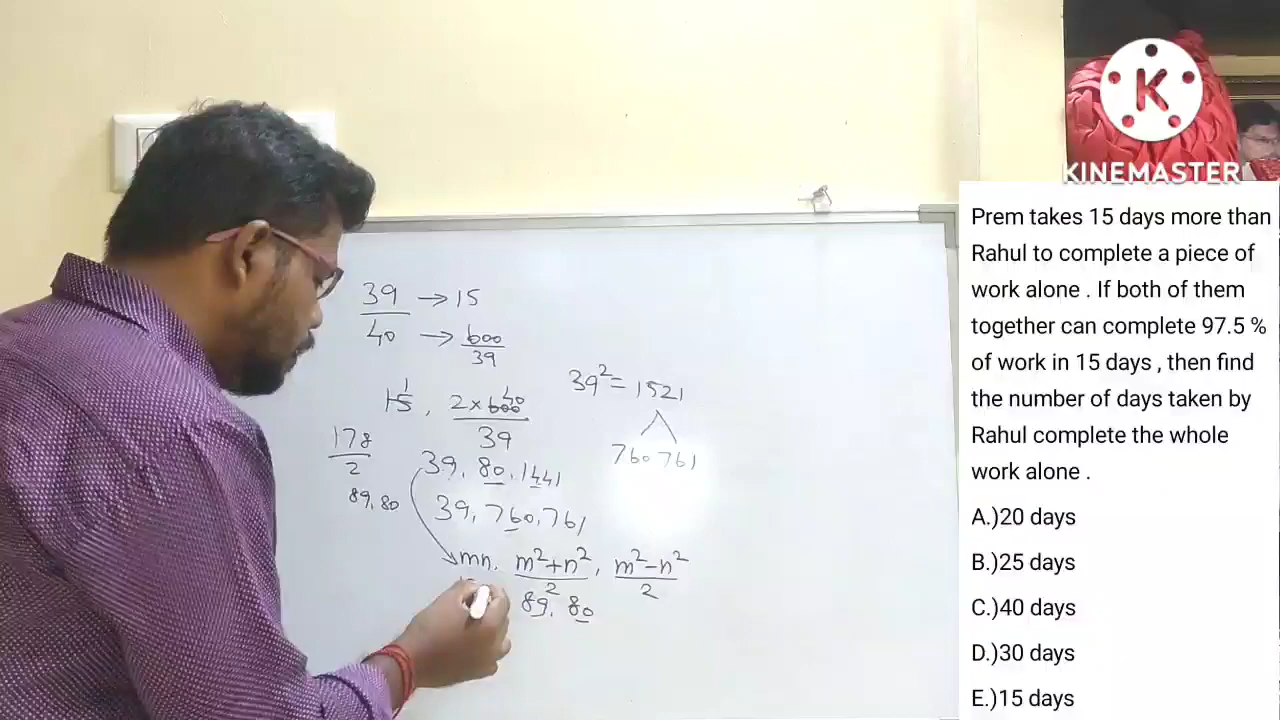 39 → 15
40 → 600
39
15 1, 2 × 600 40
39
39² = 1521
760 761
178
2
89, 80
39, 80, 1441
39, 760, 761
mn, m²+n², m²-n²
2 2
89, 80
K
KINEMASTER
Prem takes 15 days more than
Rahul to complete a piece of
work alone . If both of them
together can complete 97.5 %
of work in 15 days , then find
the number of days taken by
Rahul complete the whole
work alone .
A.)20 days
B.)25 days
C.)40 days
D.)30 days
E.)15 days